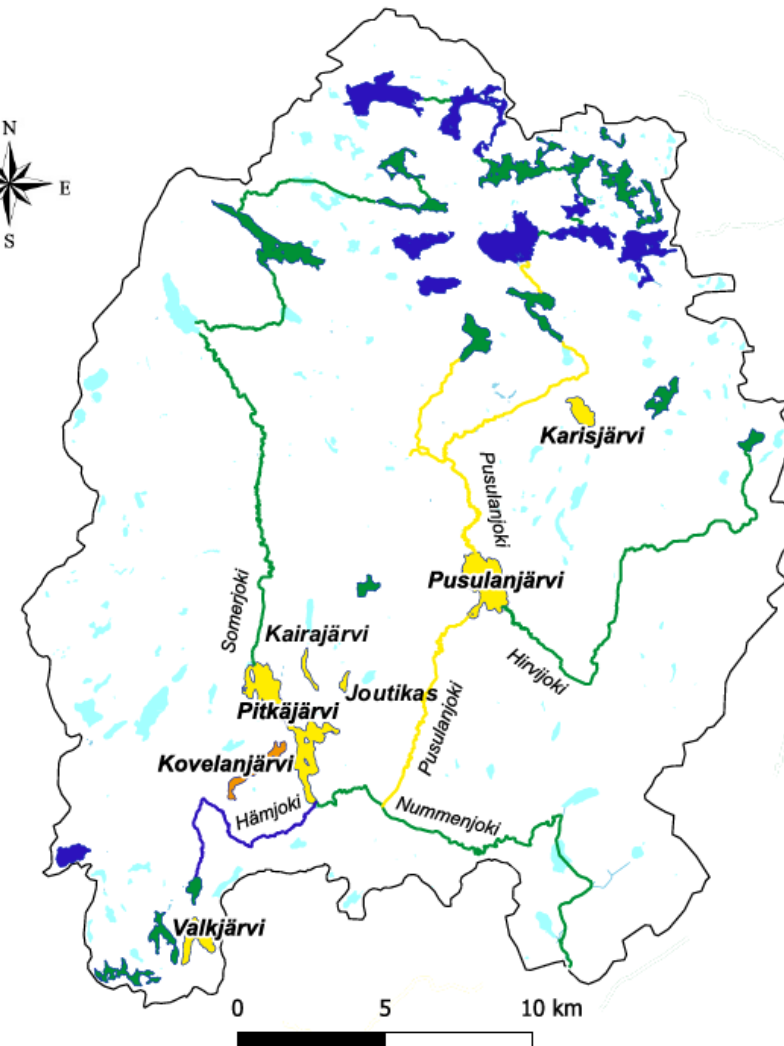 N
E
S
Karisjärvi
Pusulanjoki
Pusulanjärvi
Somerjoki
Kairajärvi
Hirvijoki
Joutikas
Pitkäjärvi
Pusulanjoki
Kovelanjärvi
Hämjoki
Nummenjoki
Valkjärvi
0 5 10 km